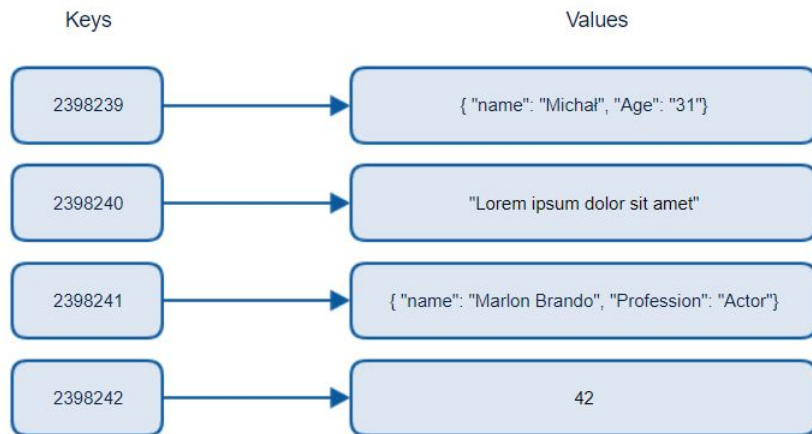 Keys Values
2398239 { "name": "Michał", "Age": "31"}
2398240 "Lorem ipsum dolor sit amet"
2398241 { "name": "Marlon Brando", "Profession": "Actor"}
2398242 42